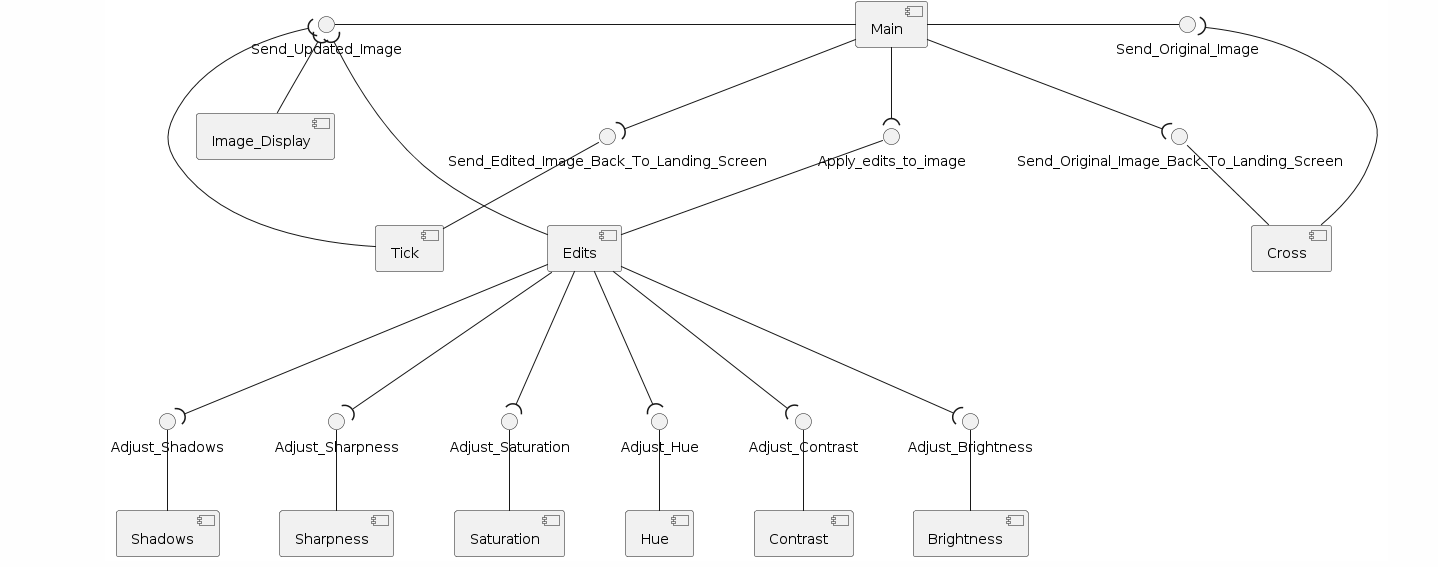 Main
Send_Updated_Image
Send_Original_Image
Image_Display
Send_Edited_Image_Back_To_Landing_Screen
Apply_edits_to_image
Send_Original_Image_Back_To_Landing_Screen
Tick
Edits
Cross
Adjust_Shadows
Adjust_Sharpness
Adjust_Saturation
Adjust_Hue
Adjust_Contrast
Adjust_Brightness
Shadows
Sharpness
Saturation
Hue
Contrast
Brightness